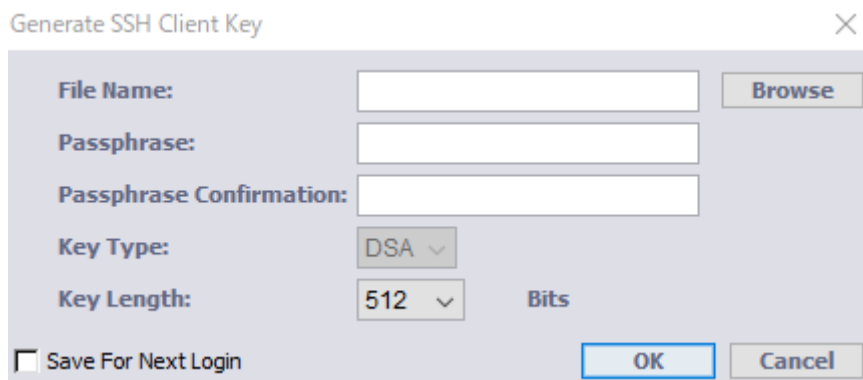 Generate SSH Client Key
File Name: Browse
Passphrase:
Passphrase Confirmation:
Key Type: DSA
Key Length: 512 Bits
Save For Next Login OK Cancel